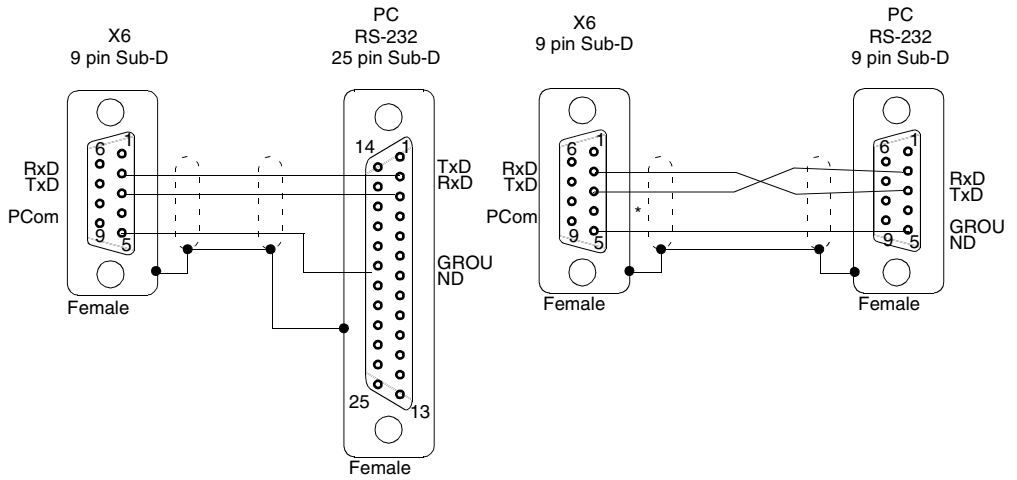 X6
9 pin Sub-D
PC
RS-232
25 pin Sub-D
6
1
RxD
TxD
PCom
9
5
Female
14
1
TxD
RxD
GROU
ND
25
13
Female
X6
9 pin Sub-D
PC
RS-232
9 pin Sub-D
6
1
RxD
TxD
PCom
*
9
5
Female
6
1
RxD
TxD
GROU
ND
9
5
Female